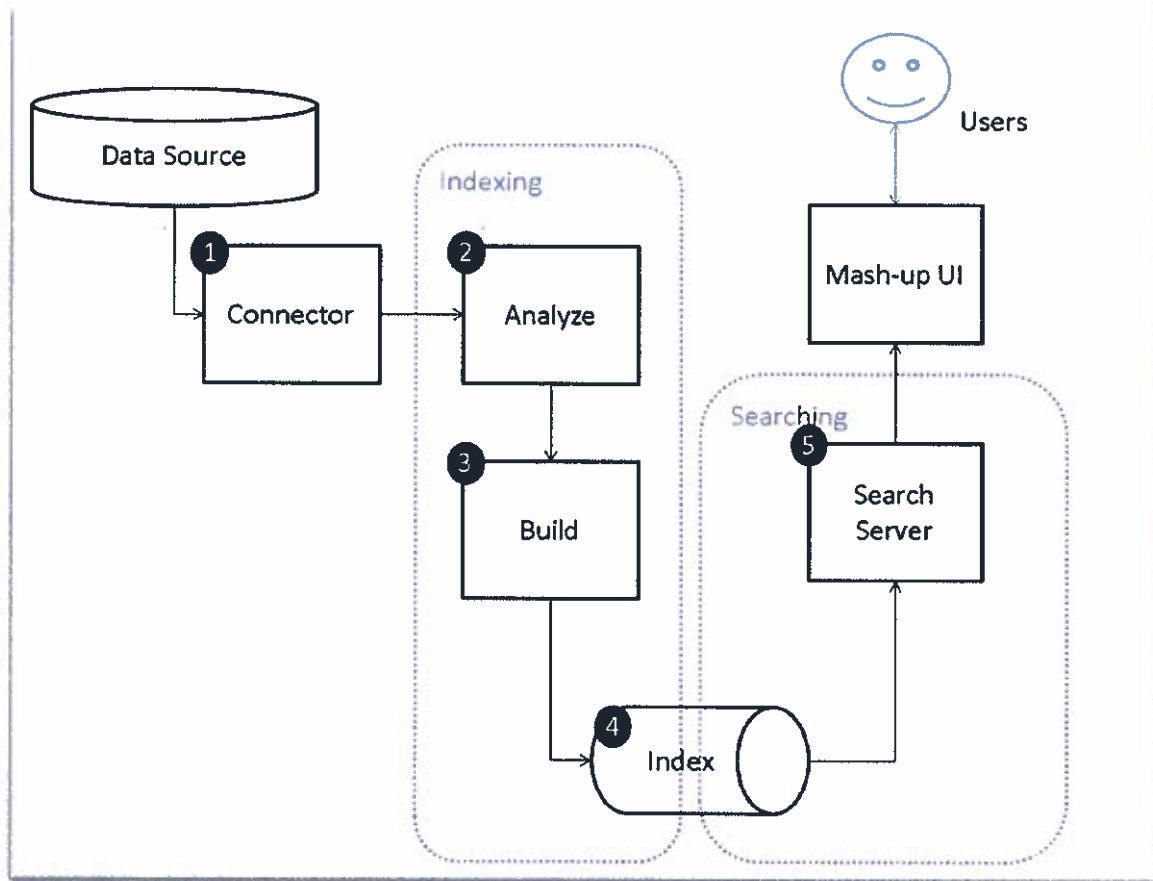 Users
Data Source
Indexing
1
2
Mash-up UI
Connector
Analyze
Searching
3
5
Build
Search
Server
4
Index